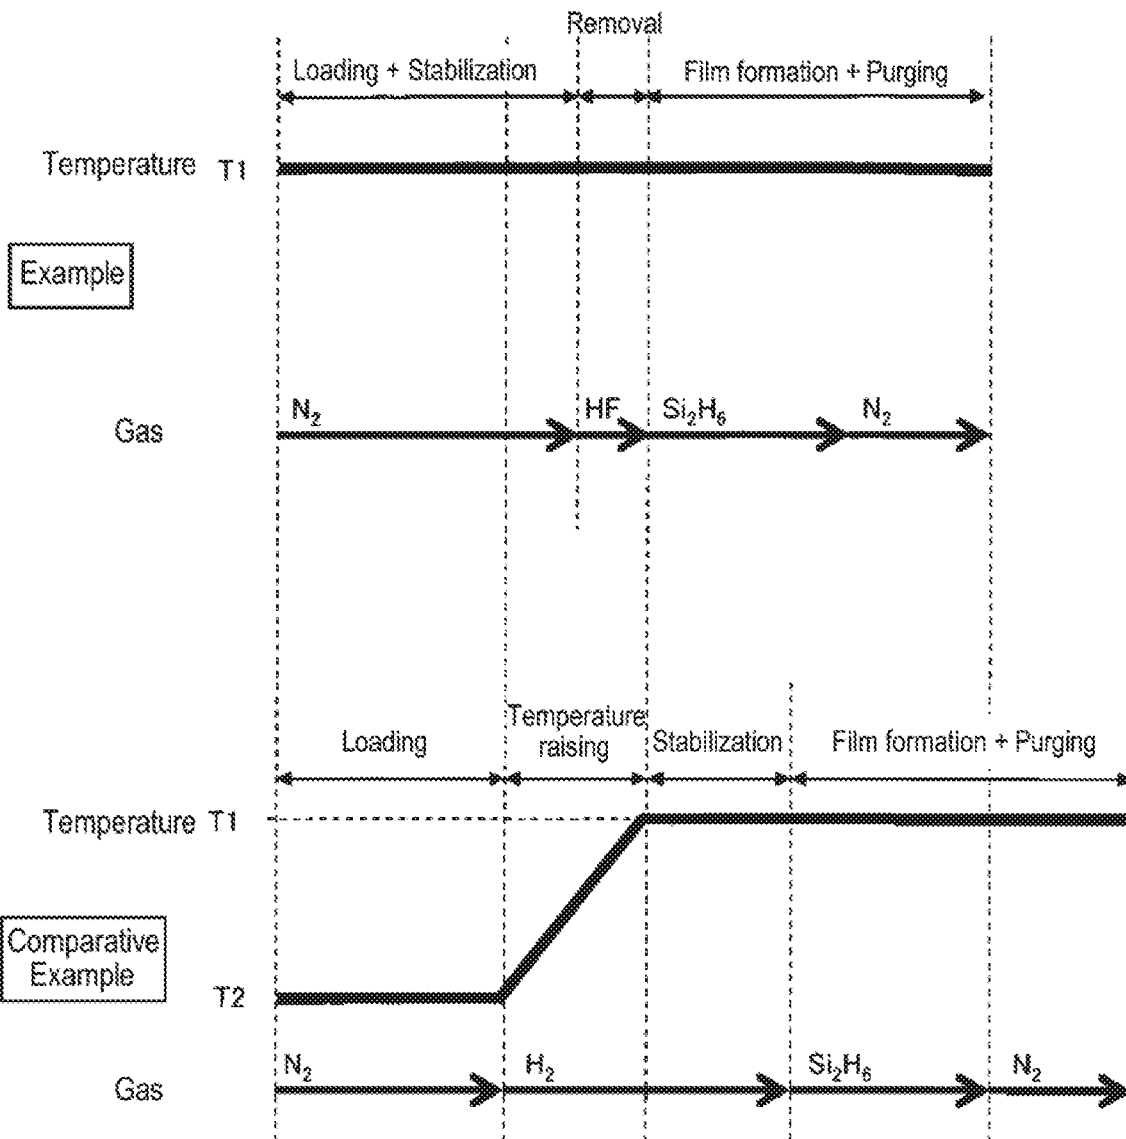 Removal
Loading + Stabilization
Film formation + Purging
Temperature T1
Example
N₂
HF
Si₂H₆
N₂
Gas
Loading
Temperature
raising
Stabilization
Film formation + Purging
Temperature T1
Comparative
Example
T2
N₂
H₂
Si₂H₆
N₂
Gas